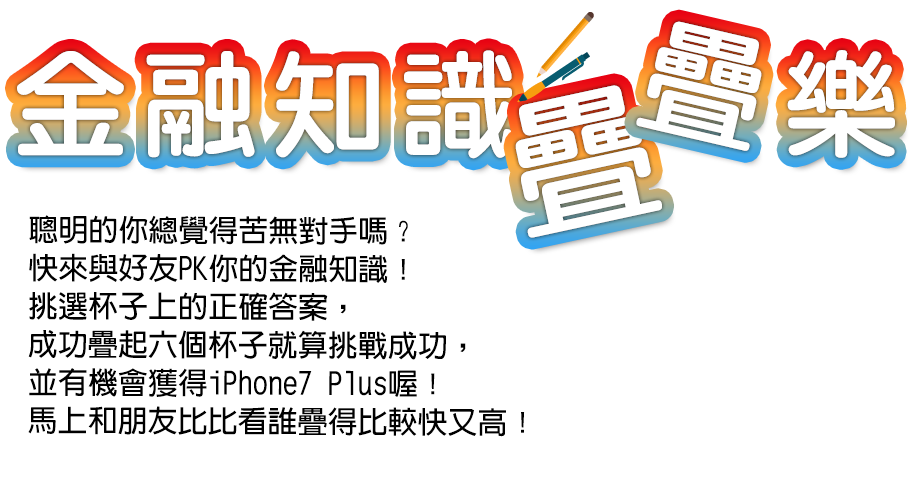 金融知識疊疊樂
聰明的你總覺得苦無對手嗎？
快來與好友PK你的金融知識！
挑選杯子上的正確答案，
成功疊起六個杯子就算挑戰成功，
並有機會獲得iPhone7 Plus喔！
馬上和朋友比比看誰疊得比較快又高！